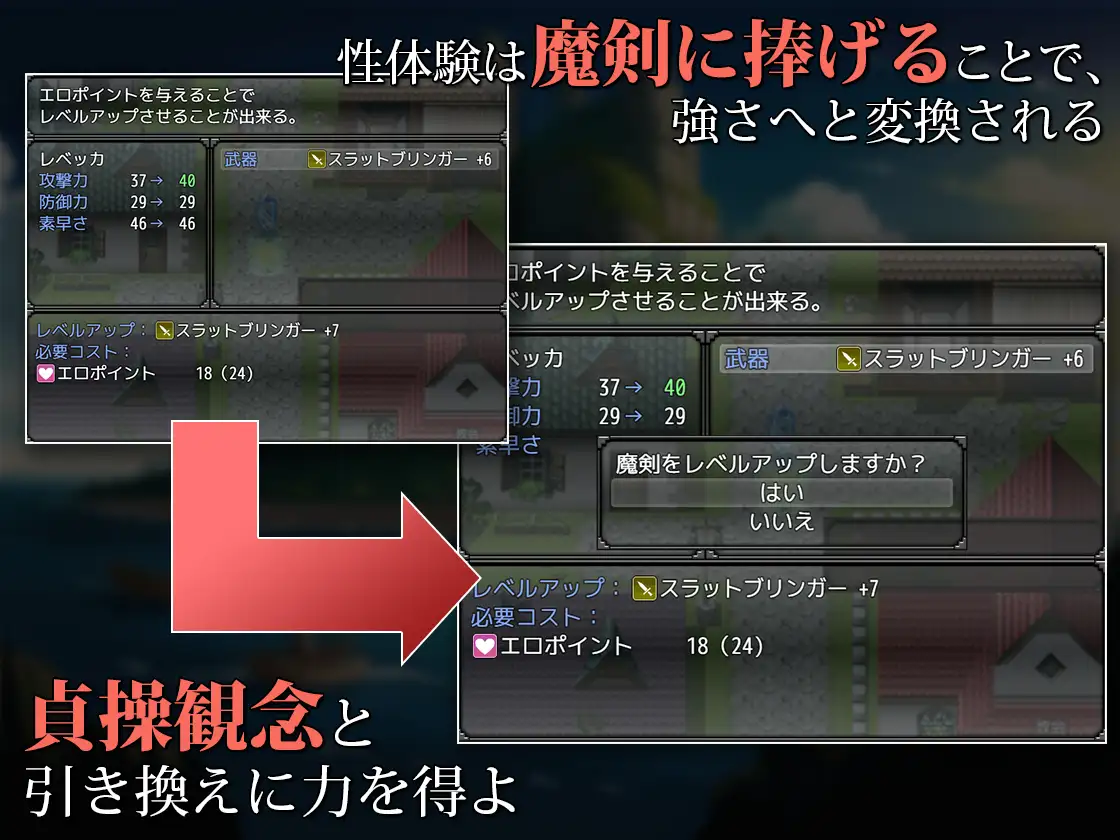 性体験は魔剣に捧げることで、
強さへと変換される
エロポイントを与えることで
レベルアップさせることが出来る。
レベッカ
攻撃力 37→ 40
防御力 29→ 29
素早さ 46→ 46
武器 スラットブリンガー +6
レベルアップ： スラットブリンガー +7
必要コスト：
エロポイント 18（24）
ロポイントを与えることで
ベルアップさせることが出来る。
ベッカ
撃力 37→ 40
御力 29→ 29
素早さ
武器 スラットブリンガー +6
魔剣をレベルアップしますか？
はい
いいえ
レベルアップ： スラットブリンガー +7
必要コスト：
エロポイント 18（24）
貞操観念と
引き換えに力を得よ